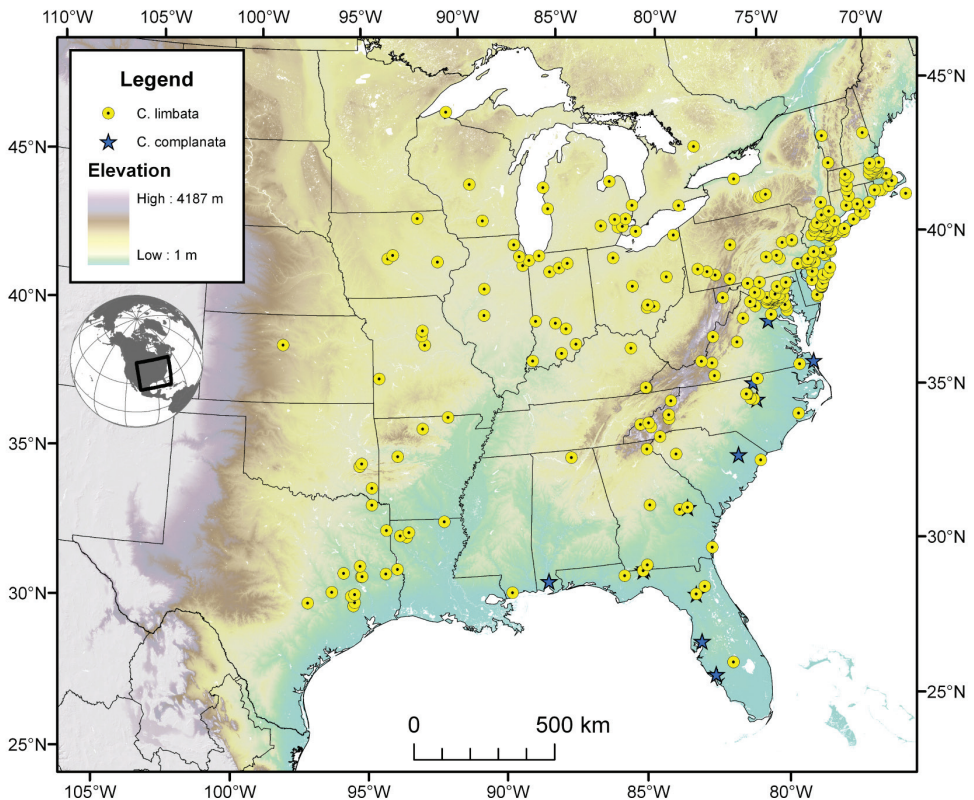 110°W 105°W 100°W 95°W 90°W 85°W 80°W 75°W 70°W
Legend
C. limbata
C. complanata
Elevation
High : 4187 m
Low : 1 m
45°N
45°N
40°N
40°N
35°N
35°N
30°N
30°N
25°N
25°N
0 500 km
105°W 100°W 95°W 90°W 85°W 80°W